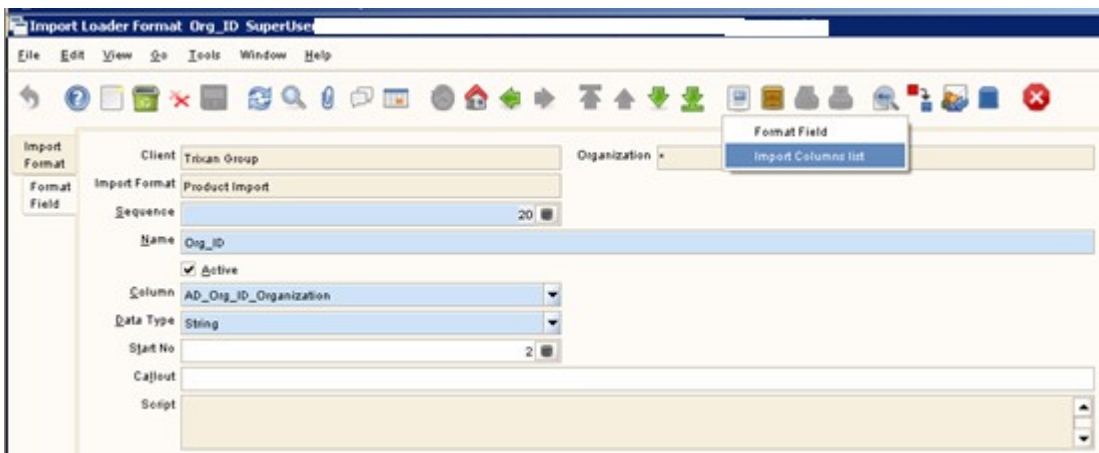 Import Loader Format Org_ID SuperUser
File Edit View Go Tools Window Help
Format Field
Import Columns list
Import Format
Format Field
Client Trixan Group Organization *
Import Format Product Import
Sequence 20
Name Org_ID
Active
Column AD_Org_ID_Organization
Data Type String
Start No 2
Callout
Script